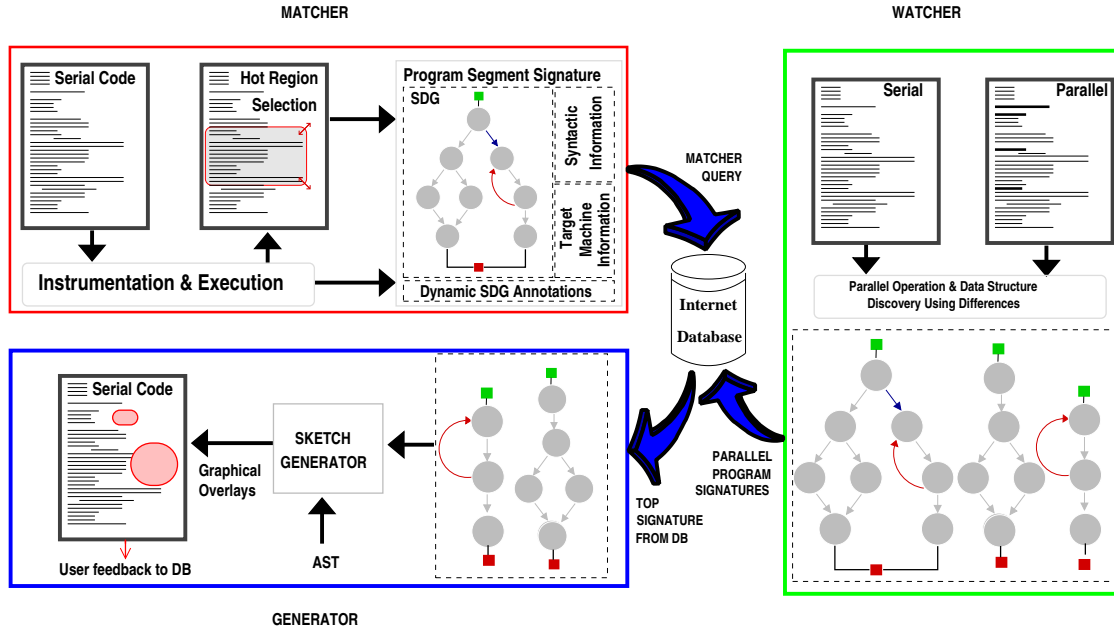 MATCHER
WATCHER
Serial Code
Hot Region
Selection
Program Segment Signature
SDG
Syntactic
Information
Target
Machine
Information
Dynamic SDG Annotations
Instrumentation & Execution
MATCHER
QUERY
Internet
Database
Serial
Parallel
Parallel Operation & Data Structure
Discovery Using Differences
PARALLEL
PROGRAM
SIGNATURES
TOP
SIGNATURE
FROM DB
Serial Code
Graphical
Overlays
SKETCH
GENERATOR
AST
User feedback to DB
GENERATOR